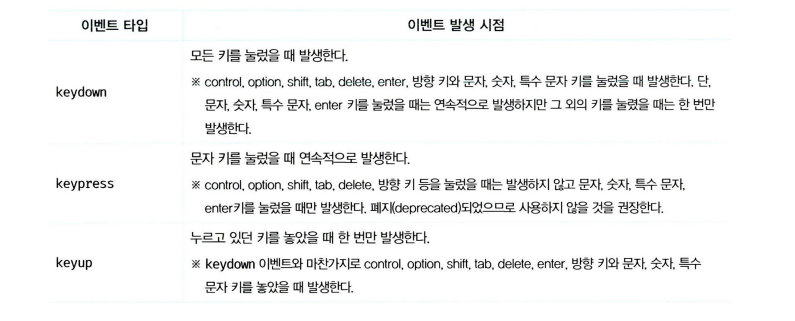 이벤트 타입 이벤트 발생 시점
모든 키를 눌렀을 때 발생한다.
keydown
※ control, option, shift, tab, delete, enter, 방향 키와 문자, 숫자, 특수 문자 키를 눌렀을 때 발생한다. 단,
문자, 숫자, 특수 문자, enter 키를 눌렀을 때는 연속적으로 발생하지만 그 외의 키를 눌렀을 때는 한 번만
발생한다.
문자 키를 눌렀을 때 연속적으로 발생한다.
keypress
※ control, option, shift, tab, delete, 방향 키 등을 눌렀을 때는 발생하지 않고 문자, 숫자, 특수 문자,
enter키를 눌렀을 때만 발생한다. 폐지(deprecated)되었으므로 사용하지 않을 것을 권장한다.
누르고 있던 키를 놓았을 때 한 번만 발생한다.
keyup
※ keydown 이벤트와 마찬가지로 control, option, shift, tab, delete, enter, 방향 키와 문자, 숫자, 특수
문자 키를 놓았을 때 발생한다.